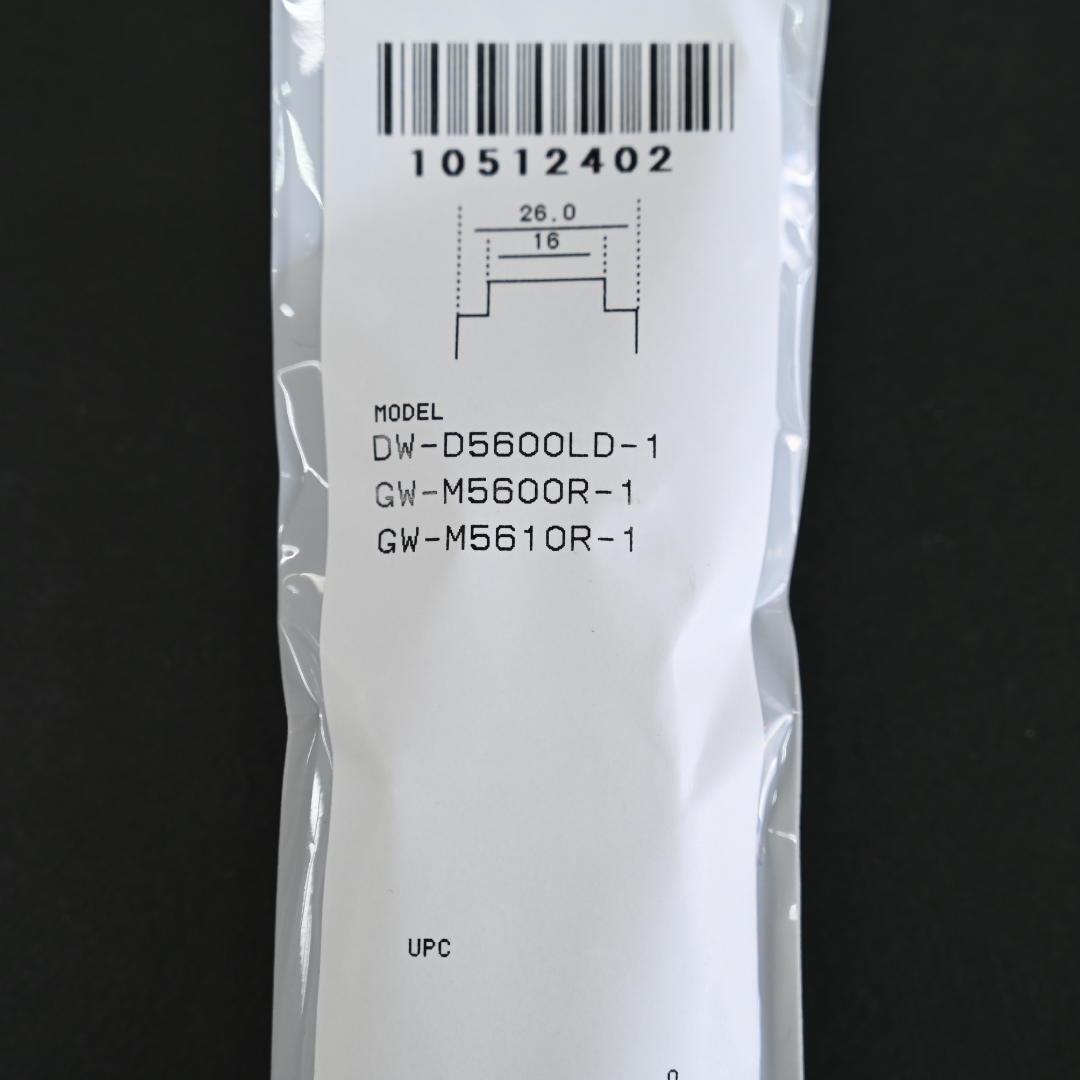 10512402
26.0
16
MODEL
DW-D5600LD-1
GW-M5600R-1
GW-M5610R-1
UPC